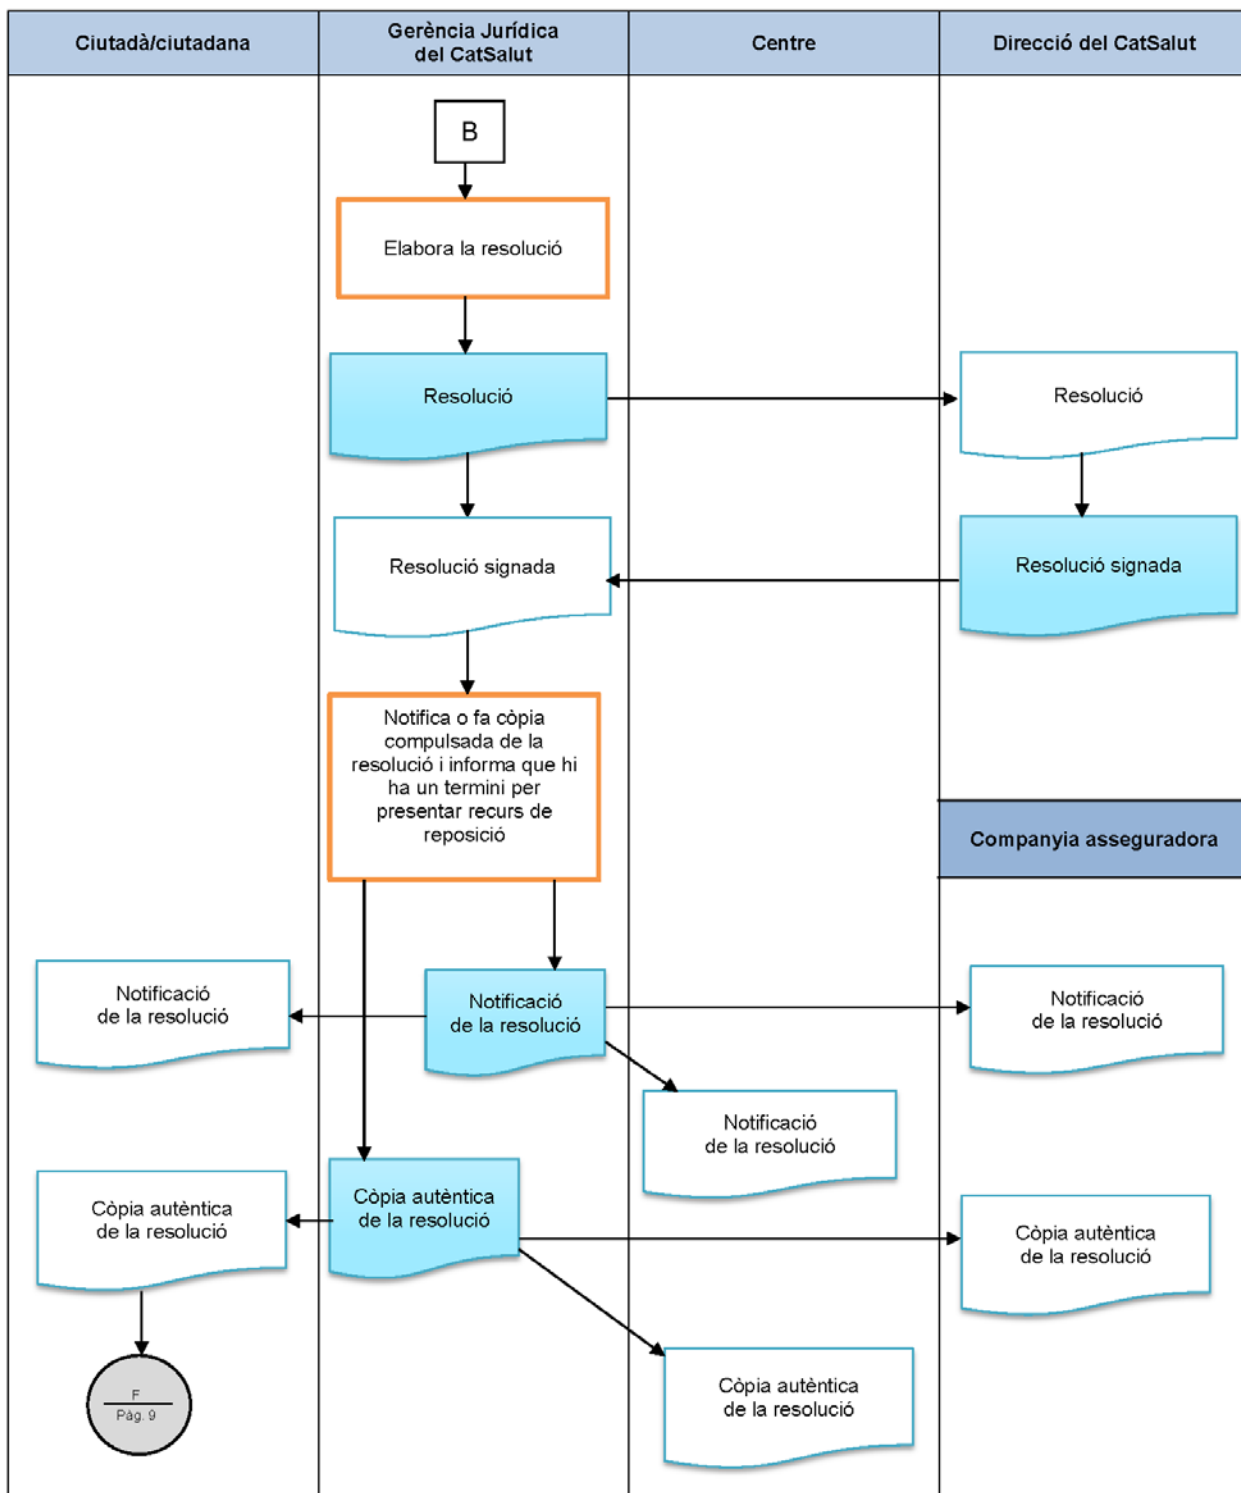 Ciutadà/ciutadana
Gerència Jurídica
del CatSalut
Centre
Direcció del CatSalut
B
Elabora la resolució
Resolució
Resolució
Resolució signada
Resolució signada
Notifica o fa còpia
compulsada de la
resolució i informa que hi
ha un termini per
presentar recurs de
reposició
Companyia asseguradora
Notificació
de la resolució
Notificació
de la resolució
Notificació
de la resolució
Notificació
de la resolució
Còpia autèntica
de la resolució
Còpia autèntica
de la resolució
Còpia autèntica
de la resolució
Còpia autèntica
de la resolució
F
Pàg. 9